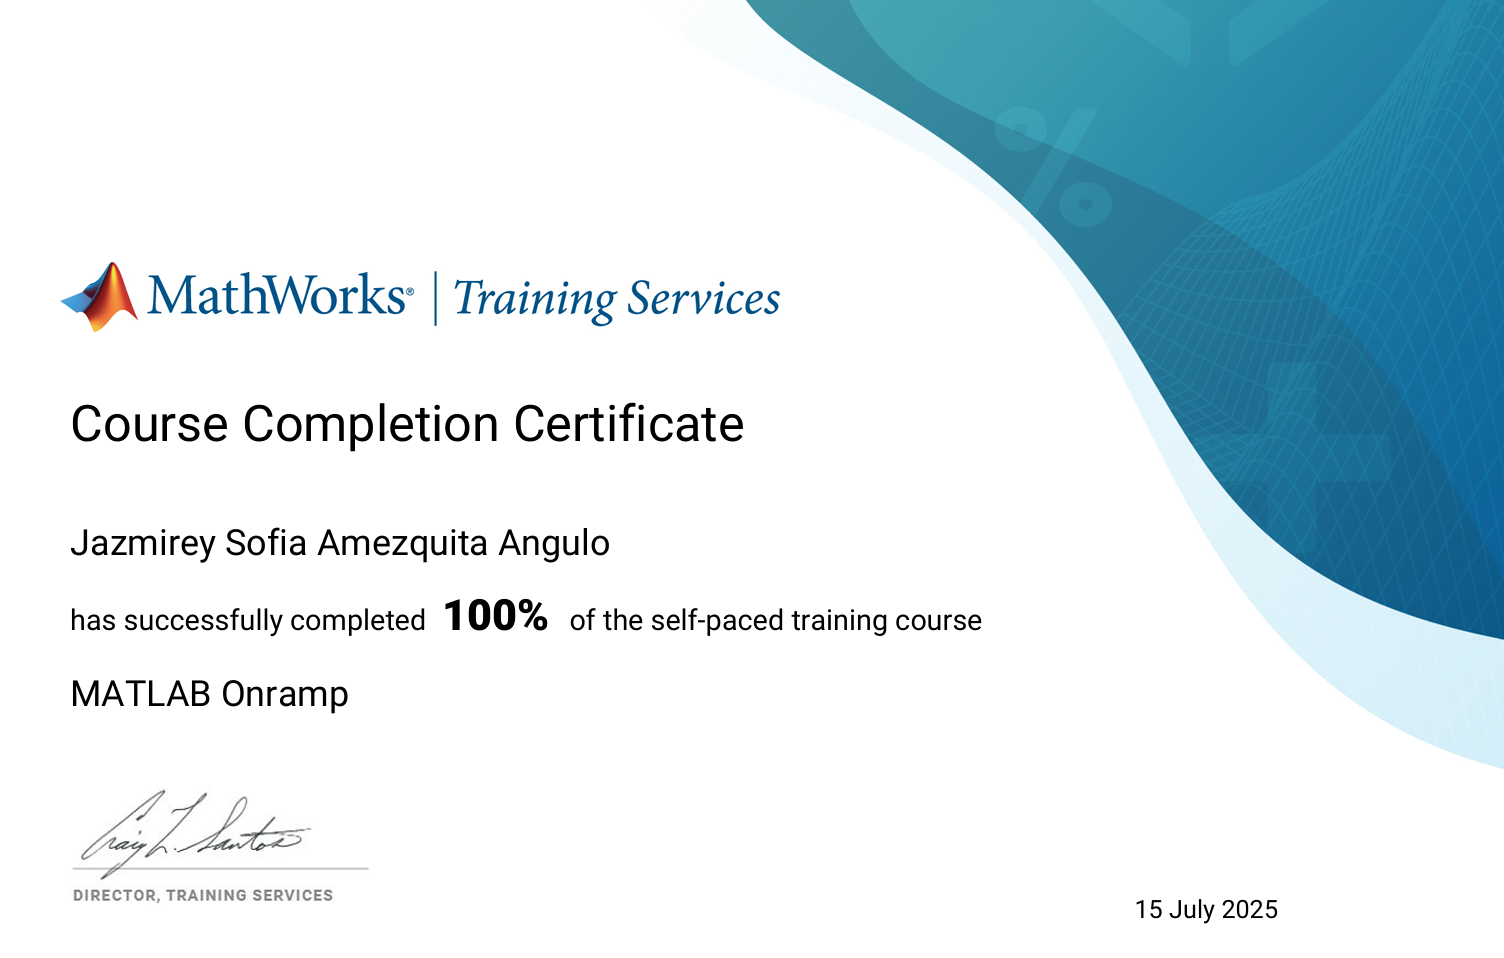 MathWorks® | Training Services
Course Completion Certificate
Jazmirey Sofia Amezquita Angulo
has successfully completed 100% of the self-paced training course
MATLAB Onramp
Craig L. Santos
DIRECTOR, TRAINING SERVICES
15 July 2025